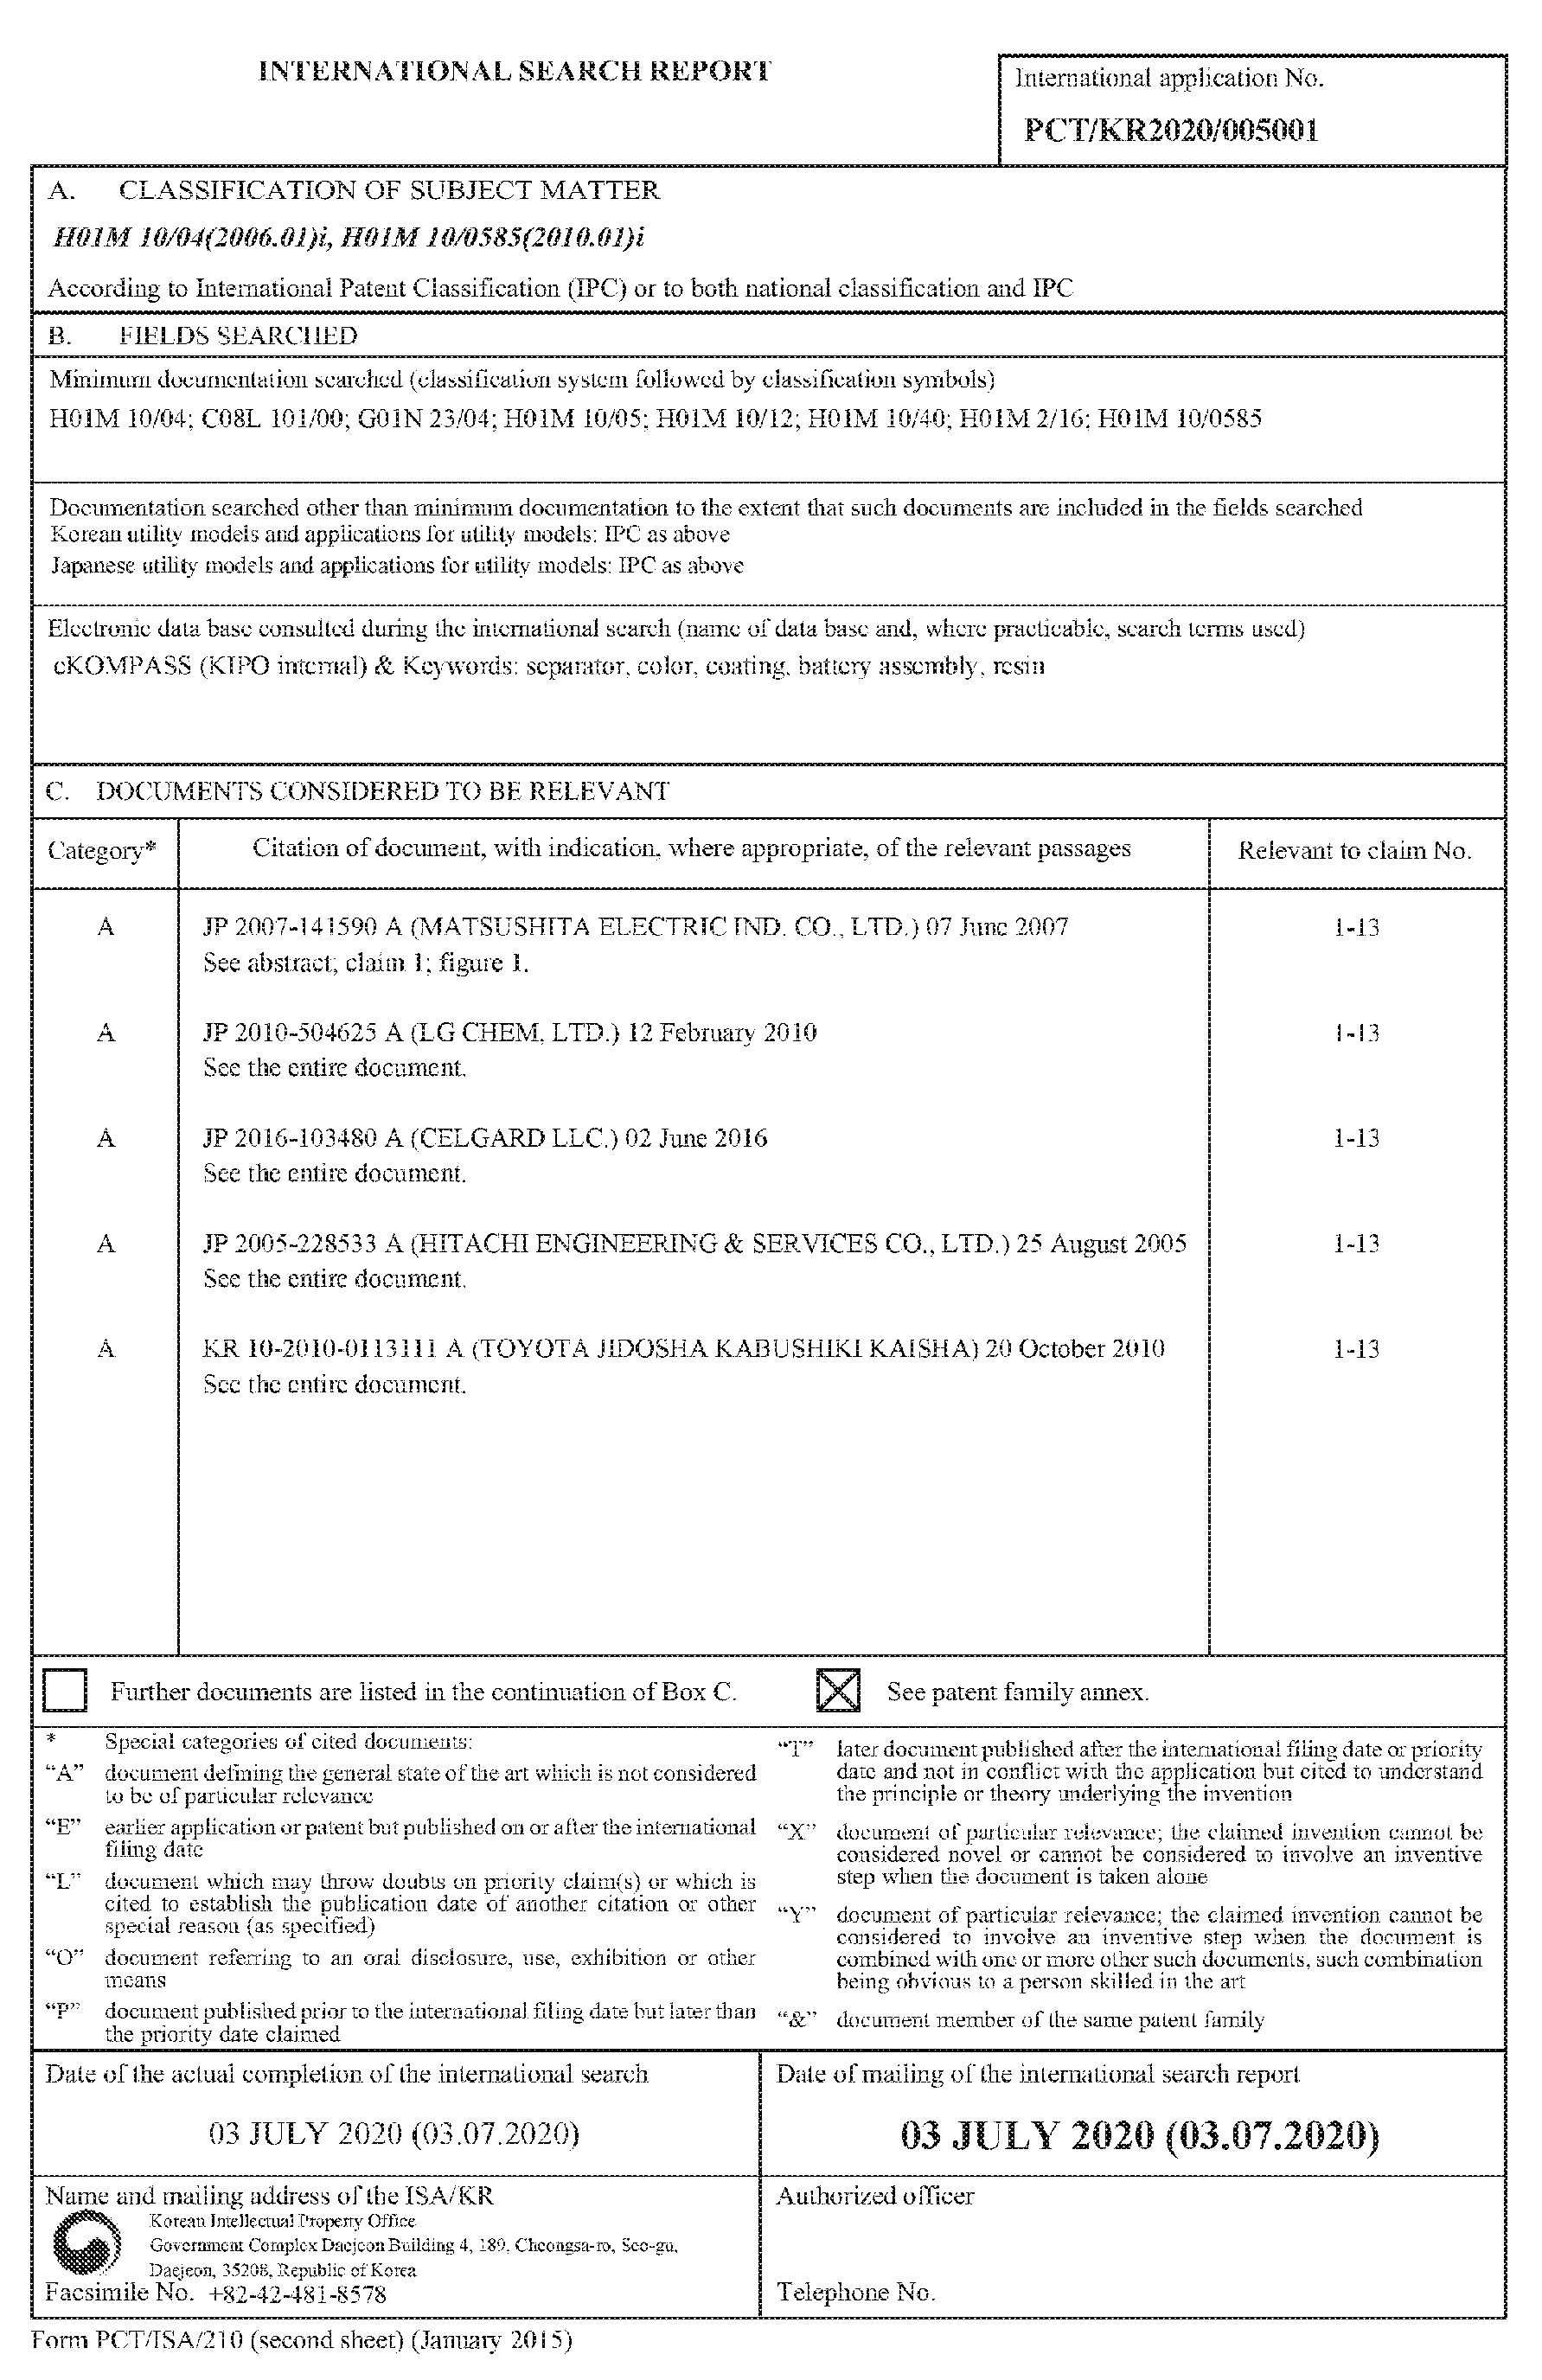 INTERNATIONAL SEARCH REPORT
International application No.
PCT/KR2020/005001
A. CLASSIFICATION OF SUBJECT MATTER
H01M 10/04(2006.01)i, H01M 10/0585(2010.01)i
According to International Patent Classification (IPC) or to both national classification and IPC
B. FIELDS SEARCHED
Minimum documentation searched (classification system followed by classification symbols)
H01M 10/04; C08L 101/00; G01N 23/04; H01M 10/05; H01M 10/12; H01M 10/40; H01M 2/16; H01M 10/0585
Documentation searched other than minimum documentation to the extent that such documents are included in the fields searched
Korean utility models and applications for utility models: IPC as above
Japanese utility models and applications for utility models: IPC as above
Electronic data base consulted during the international search (name of data base and, where practicable, search terms used)
eKOMPASS (KIPO internal) & Keywords: separator, color, coating, battery assembly, resin
C. DOCUMENTS CONSIDERED TO BE RELEVANT
Category* Citation of document, with indication, where appropriate, of the relevant passages Relevant to claim No.
A JP 2007-141590 A (MATSUSHITA ELECTRIC IND. CO., LTD.) 07 June 2007 1-13
See abstract; claim 1; figure 1.
A JP 2010-504625 A (LG CHEM, LTD.) 12 February 2010 1-13
See the entire document.
A JP 2016-103480 A (CELGARD LLC.) 02 June 2016 1-13
See the entire document.
A JP 2005-228533 A (HITACHI ENGINEERING & SERVICES CO., LTD.) 25 August 2005 1-13
See the entire document.
A KR 10-2010-0113111 A (TOYOTA JIDOSHA KABUSHIKI KAISHA) 20 October 2010 1-13
See the entire document.
Further documents are listed in the continuation of Box C. See patent family annex.
* Special categories of cited documents:
"A" document defining the general state of the art which is not considered
to be of particular relevance
"E" earlier application or patent but published on or after the international
filing date
"L" document which may throw doubts on priority claim(s) or which is
cited to establish the publication date of another citation or other
special reason (as specified)
"O" document referring to an oral disclosure, use, exhibition or other
means
"P" document published prior to the international filing date but later than
the priority date claimed
"T" later document published after the international filing date or priority
date and not in conflict with the application but cited to understand
the principle or theory underlying the invention
"X" document of particular relevance; the claimed invention cannot be
considered novel or cannot be considered to involve an inventive
step when the document is taken alone
"Y" document of particular relevance; the claimed invention cannot be
considered to involve an inventive step when the document is
combined with one or more other such documents, such combination
being obvious to a person skilled in the art
"&" document member of the same patent family
Date of the actual completion of the international search
03 JULY 2020 (03.07.2020)
Date of mailing of the international search report
03 JULY 2020 (03.07.2020)
Name and mailing address of the ISA/KR
Korean Intellectual Property Office
Government Complex Daejeon Building 4, 189, Cheongsa-ro, Seo-gu,
Daejeon, 35208, Republic of Korea
Facsimile No. +82-42-481-8578
Authorized officer
Telephone No.
Form PCT/ISA/210 (second sheet) (January 2015)